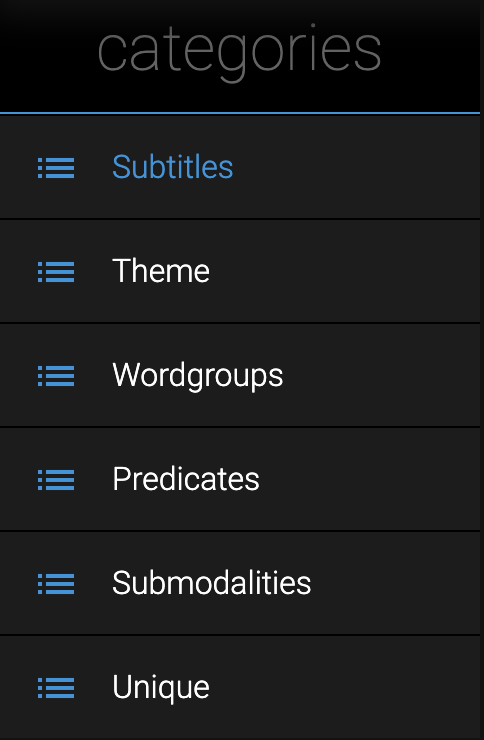 categories
Subtitles
Theme
Wordgroups
Predicates
Submodalities
Unique